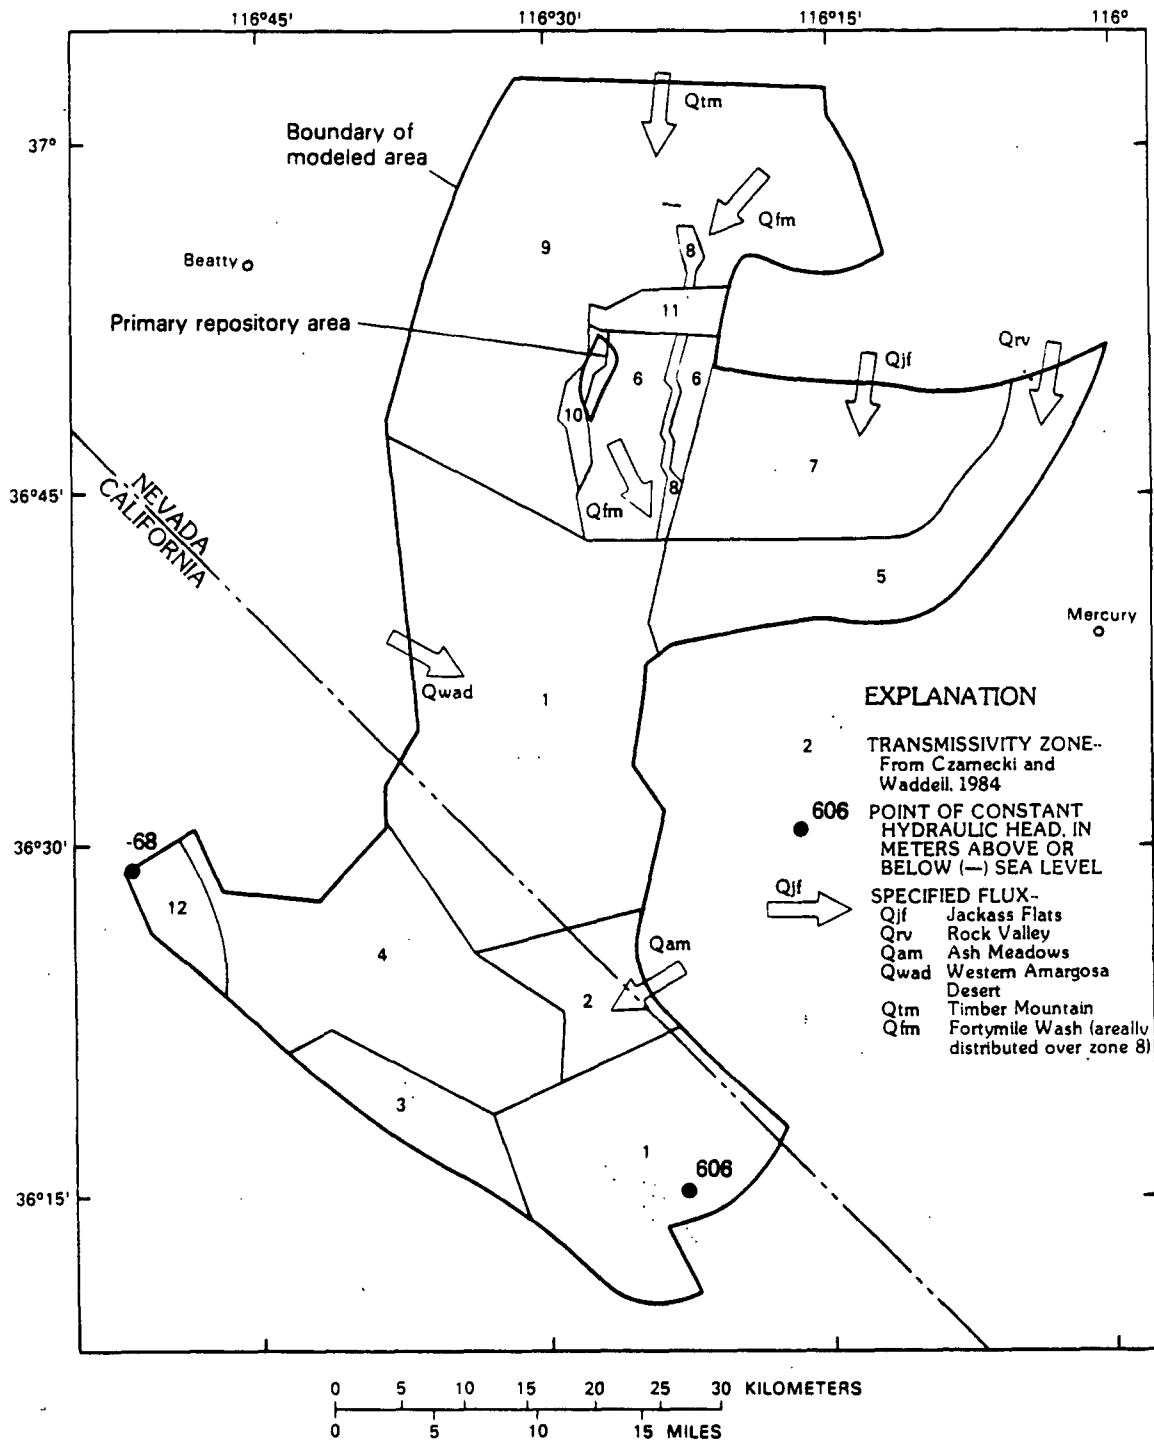 116°45' 116°30' 116°15' 116°
37°
36°45'
36°30'
36°15'
Qtm
Boundary of
modeled area
Qfm
9
8
Beatty
11
Primary repository area
Qjf
Qrv
6
6
10
7
8
Qfm
NEVADA
CALIFORNIA
5
Mercury
Qwad
1
-68
12
4
Qam
2
3
1
606
EXPLANATION
2 TRANSMISSIVITY ZONE--
From Czarnecki and
Waddell, 1984
606 POINT OF CONSTANT
HYDRAULIC HEAD, IN
METERS ABOVE OR
BELOW (—) SEA LEVEL
Qjf SPECIFIED FLUX--
Qjf Jackass Flats
Qrv Rock Valley
Qam Ash Meadows
Qwad Western Amargosa
Desert
Qtm Timber Mountain
Qfm Fortymile Wash (areally
distributed over zone 8)
0 5 10 15 20 25 30 KILOMETERS
0 5 10 15 MILES